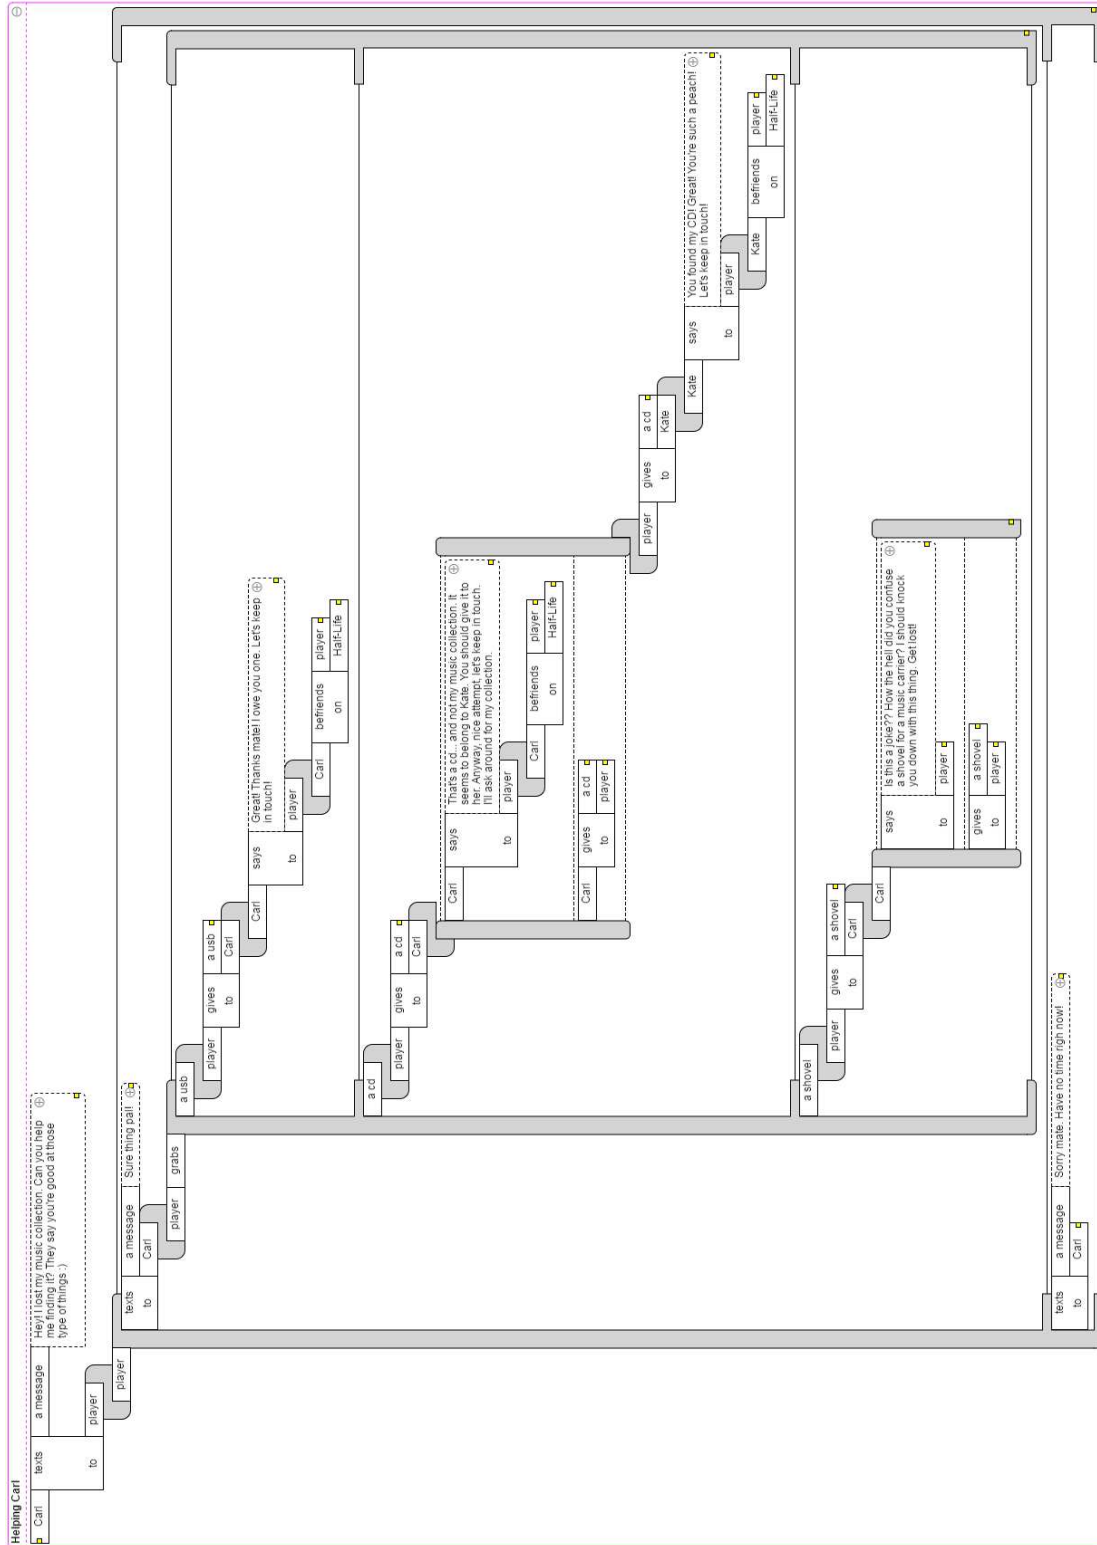 Helping Carl
Carl
texts
to
a message
Hey! I lost my music collection. Can you help
me finding it? They say you're good at those
type of things :)
player
player
texts
to
a message
Sure thing pal!
Carl
player
grabs
a usb
player
gives
to
a usb
Carl
Carl
says
to
Great! Thanks mate! I owe you one. Let's keep
in touch!
player
Carl
befriends
on
player
Half-Life
a cd
player
gives
to
a cd
Carl
Carl
says
to
That's a cd... and not my music collection. It
seems to belong to Kate. You should give it to
her. Anyway, nice attempt, let's keep in touch.
I'll ask around for my collection.
player
Carl
befriends
on
player
Half-Life
Carl
gives
to
a cd
player
player
gives
to
a cd
Kate
Kate
says
to
You found my CD! Great! You're such a peach!
Let's keep in touch!
player
Kate
befriends
on
player
Half-Life
a shovel
player
gives
to
a shovel
Carl
Carl
says
to
Is this a joke?? How the hell did you confuse
a shovel for a music carrier? I should knock
you down with this thing. Get lost!
player
gives
to
a shovel
player
texts
to
a message
Sorry mate. Have no time righ now!
Carl